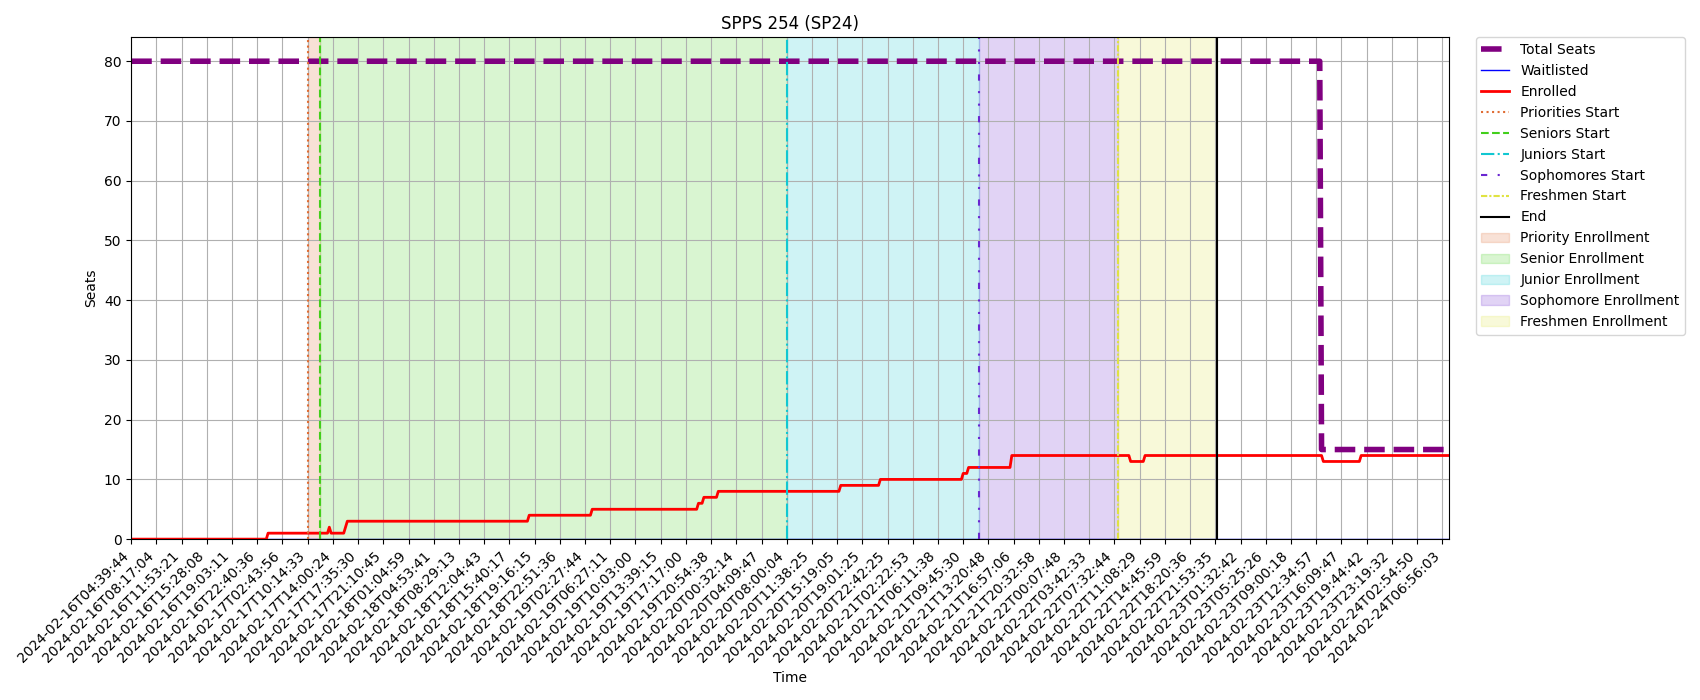 SPPS 254 (SP24)
Seats
80
70
60
50
40
30
20
10
0
2024-02-16T04:39:44
2024-02-16T08:17:04
2024-02-16T11:53:21
2024-02-16T15:28:08
2024-02-16T19:03:11
2024-02-16T22:40:36
2024-02-17T02:43:56
2024-02-17T10:14:33
2024-02-17T14:00:24
2024-02-17T17:35:30
2024-02-17T21:10:45
2024-02-18T01:04:59
2024-02-18T04:53:41
2024-02-18T08:29:13
2024-02-18T12:04:43
2024-02-18T15:40:17
2024-02-18T19:16:15
2024-02-18T22:51:36
2024-02-19T02:27:44
2024-02-19T06:27:11
2024-02-19T10:03:00
2024-02-19T13:39:15
2024-02-19T17:17:00
2024-02-19T20:54:38
2024-02-20T00:32:14
2024-02-20T04:09:47
2024-02-20T08:00:04
2024-02-20T11:38:25
2024-02-20T15:19:05
2024-02-20T19:01:25
2024-02-20T22:42:25
2024-02-21T02:22:53
2024-02-21T06:11:38
2024-02-21T09:45:30
2024-02-21T13:20:48
2024-02-21T16:57:06
2024-02-21T20:32:58
2024-02-22T00:07:48
2024-02-22T03:42:33
2024-02-22T07:32:44
2024-02-22T11:08:29
2024-02-22T14:45:59
2024-02-22T18:20:36
2024-02-22T21:53:35
2024-02-23T01:32:42
2024-02-23T05:25:26
2024-02-23T09:00:18
2024-02-23T12:34:57
2024-02-23T16:09:47
2024-02-23T19:44:42
2024-02-23T23:19:32
2024-02-24T02:54:50
2024-02-24T06:56:03
Time
Total Seats
Waitlisted
Enrolled
Priorities Start
Seniors Start
Juniors Start
Sophomores Start
Freshmen Start
End
Priority Enrollment
Senior Enrollment
Junior Enrollment
Sophomore Enrollment
Freshmen Enrollment